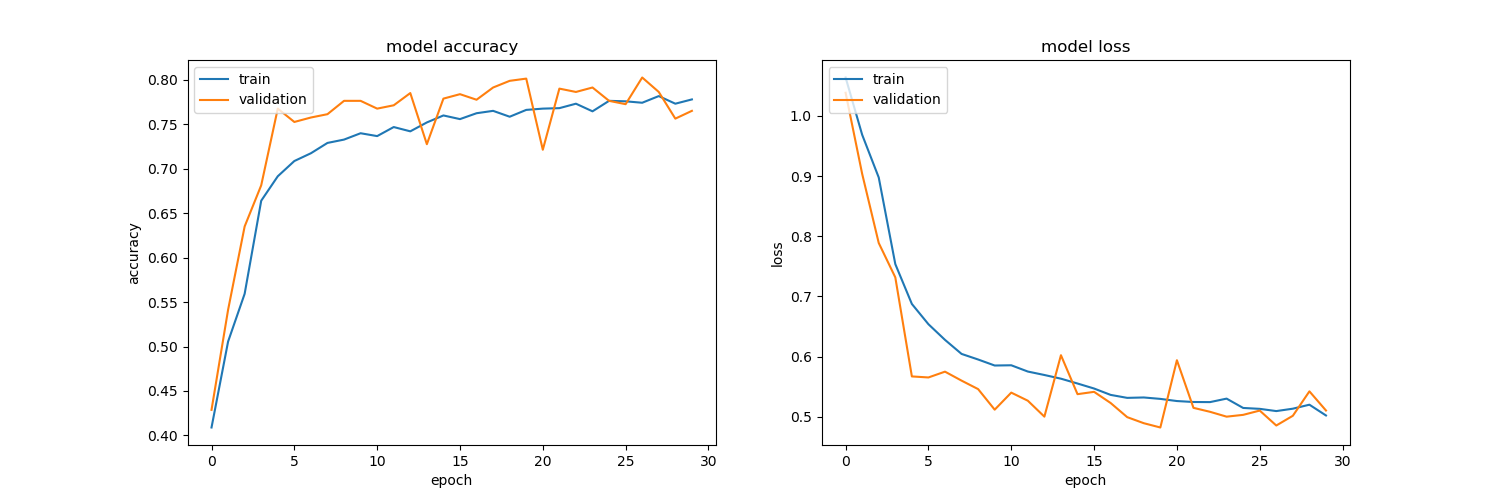 model accuracy
train
validation
0.80
0.75
0.70
0.65
0.60
0.55
0.50
0.45
0.40
accuracy
0 5 10 15 20 25 30
epoch
model loss
train
validation
1.0
0.9
0.8
0.7
0.6
0.5
loss
0 5 10 15 20 25 30
epoch